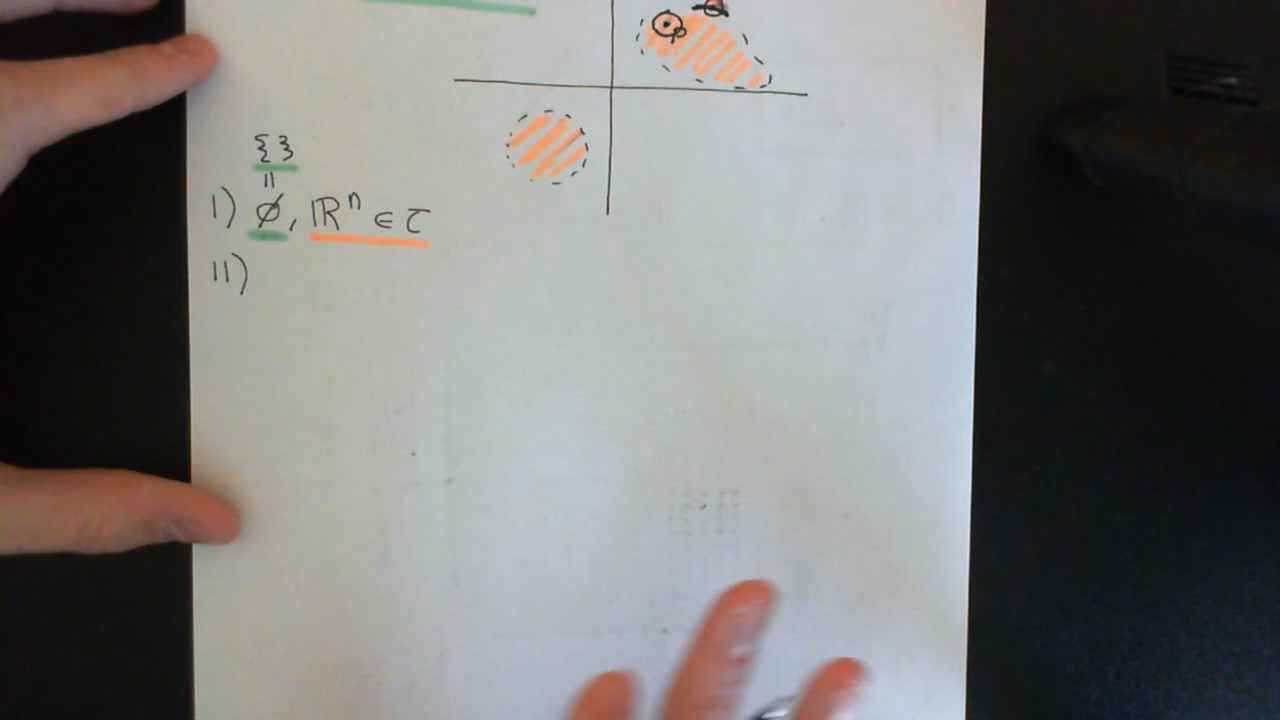 p
{ }
=
I) ∅, ℝⁿ ∈ τ
II)